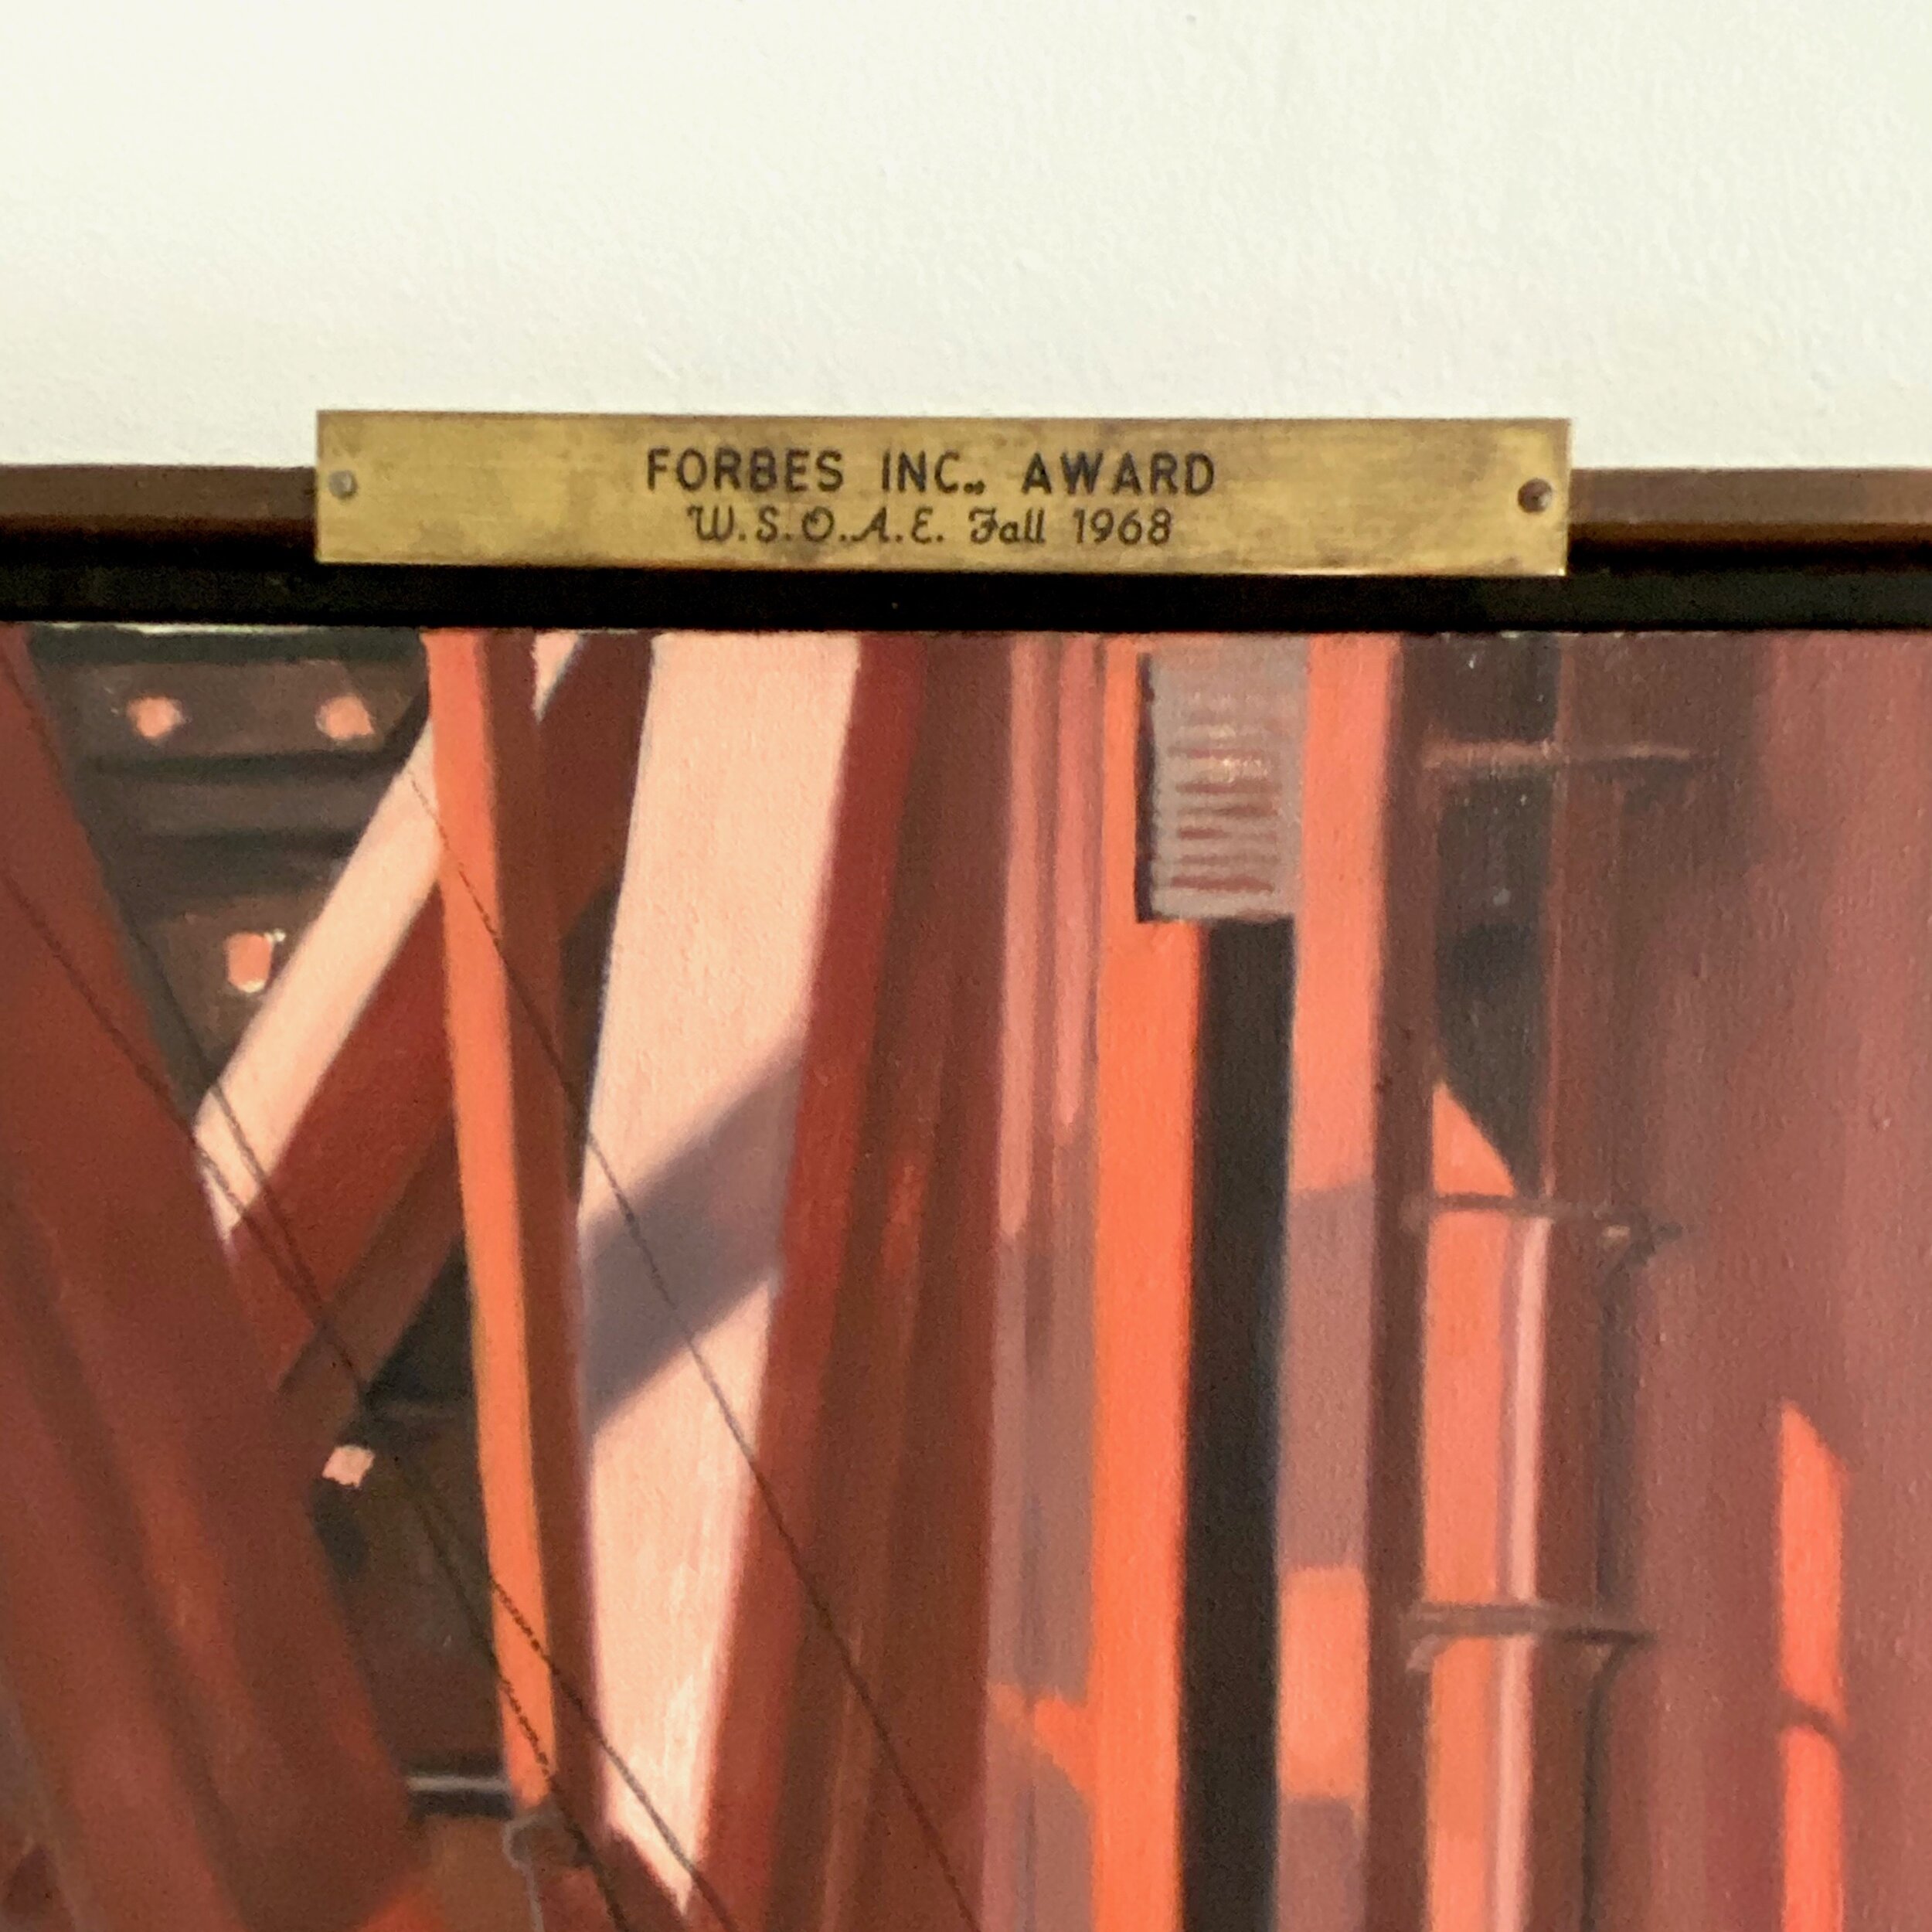 FORBES INC., AWARD
W.S.O.A.E. Fall 1968